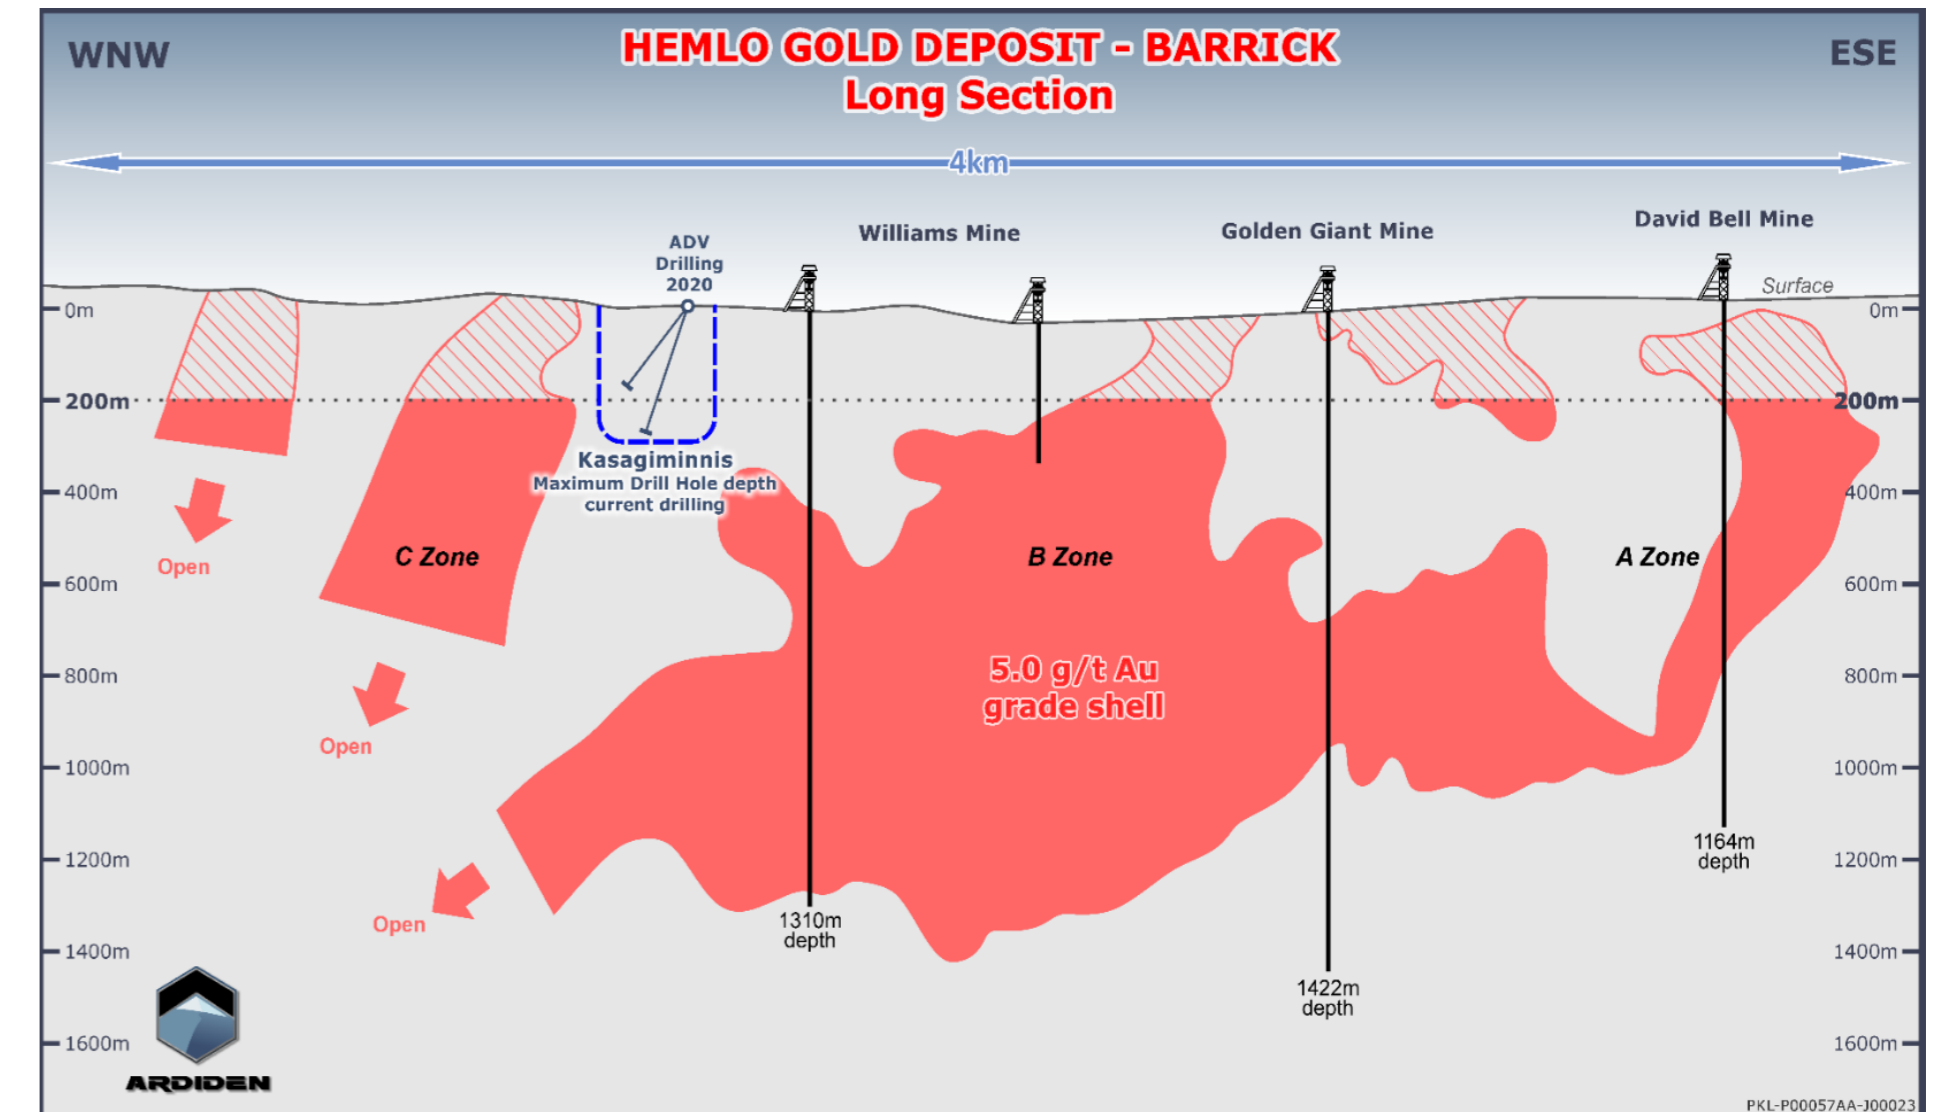 WNW
HEMLO GOLD DEPOSIT - BARRICK
Long Section
ESE
4km
ADV
Drilling
2020
Williams Mine
Golden Giant Mine
David Bell Mine
Surface
0m
200m
400m
600m
800m
1000m
1200m
1400m
1600m
0m
200m
400m
600m
800m
1000m
1200m
1400m
1600m
Kasagiminnis
Maximum Drill Hole depth
current drilling
Open
C Zone
B Zone
A Zone
5.0 g/t Au
grade shell
Open
Open
1310m
depth
1422m
depth
1164m
depth
ARDIDEN
PKL-P00057AA-J00023